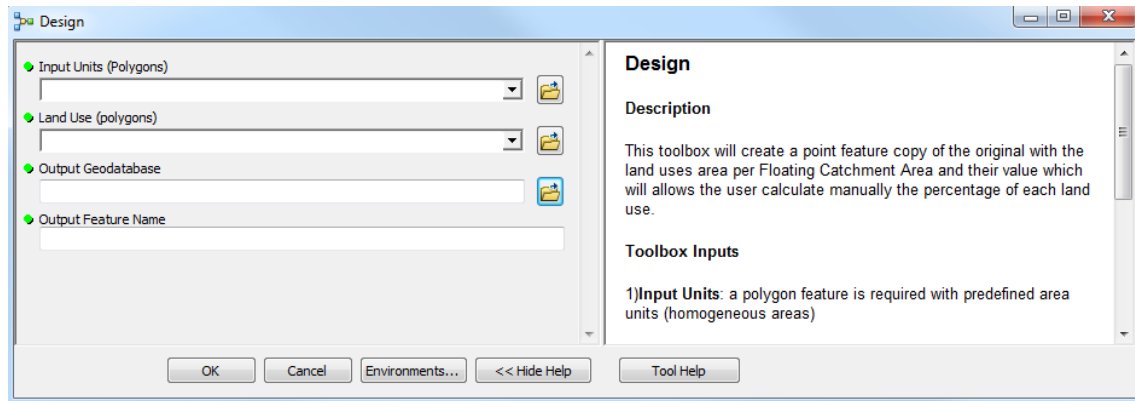 Design
Input Units (Polygons)
Land Use (polygons)
Output Geodatabase
Output Feature Name
Design
Description
This toolbox will create a point feature copy of the original with the
land uses area per Floating Catchment Area and their value which
will allows the user calculate manually the percentage of each land
use.
Toolbox Inputs
1)Input Units: a polygon feature is required with predefined area
units (homogeneous areas)
OK
Cancel
Environments...
<< Hide Help
Tool Help